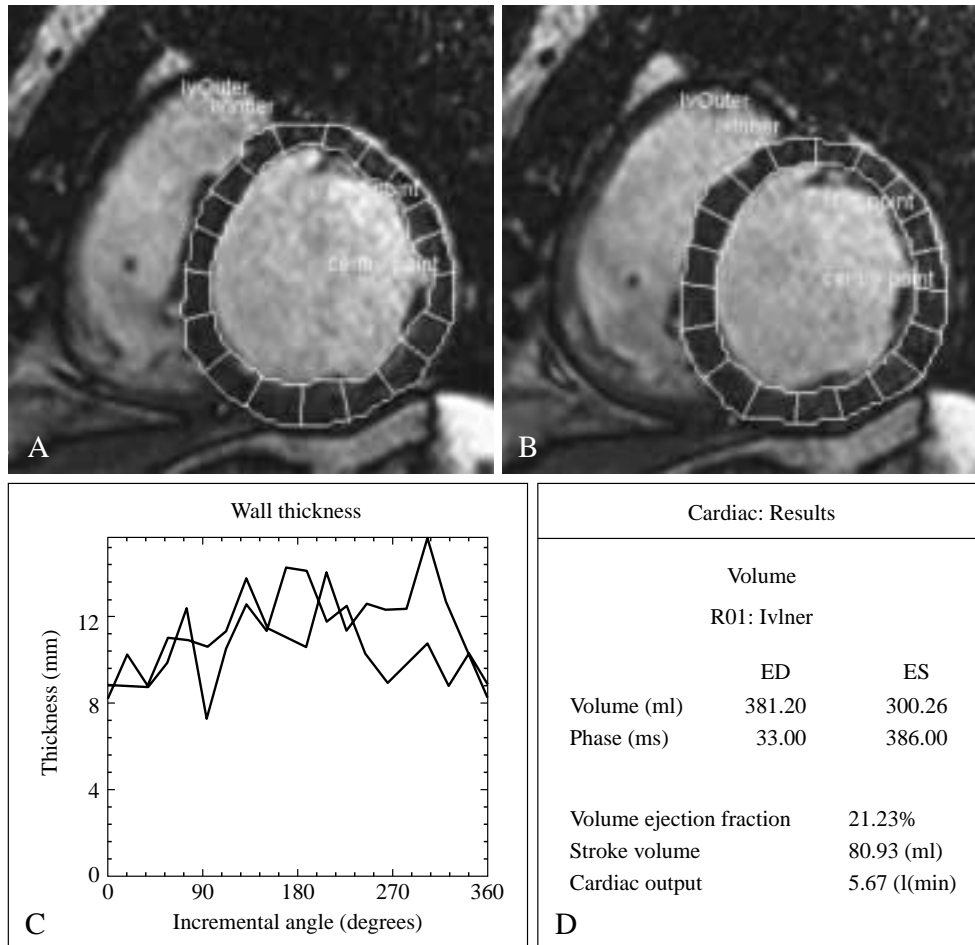 lvOuter
A
lvOuter
point
B
Wall thickness
Thickness (mm)
12
8
4
0
0 90 180 270 360
Incremental angle (degrees)
C
Cardiac: Results
Volume
R01: Ivlner
ED ES
Volume (ml) 381.20 300.26
Phase (ms) 33.00 386.00
Volume ejection fraction 21.23%
Stroke volume 80.93 (ml)
Cardiac output 5.67 (l(min)
D